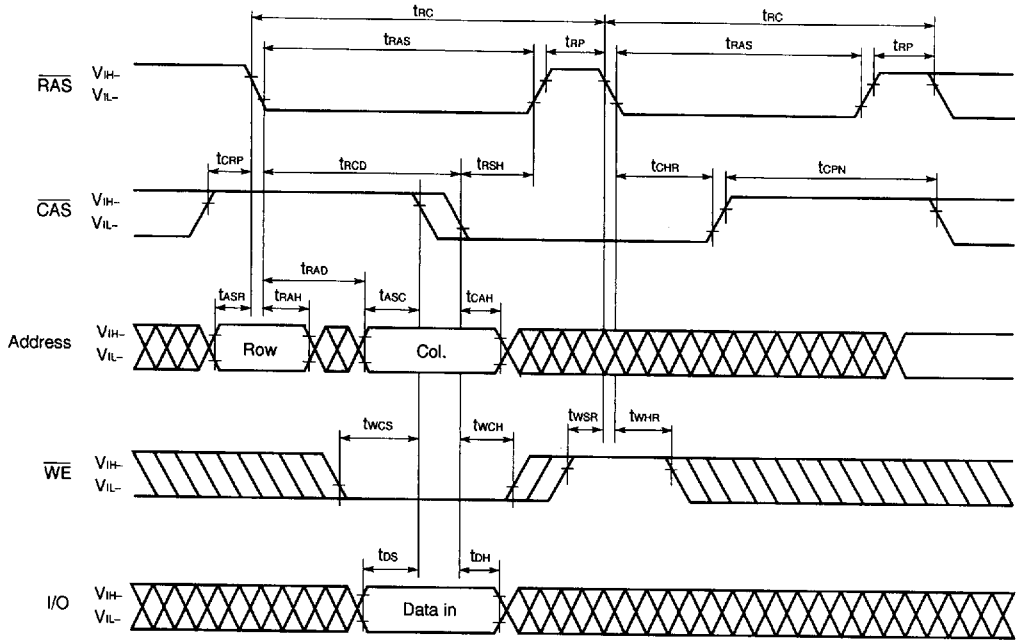 tRC tRC
tRAS tRP tRAS tRP
RAS VIH–
VIL–
tCRP tRCD tRSH tCHR tCPN
CAS VIH–
VIL–
tRAD
tASR tRAH tASC tCAH
Address VIH– Row Col.
VIL–
tWCS tWCH tWSR tWHR
WE VIH–
VIL–
tDS tDH
I/O VIH– Data in
VIL–